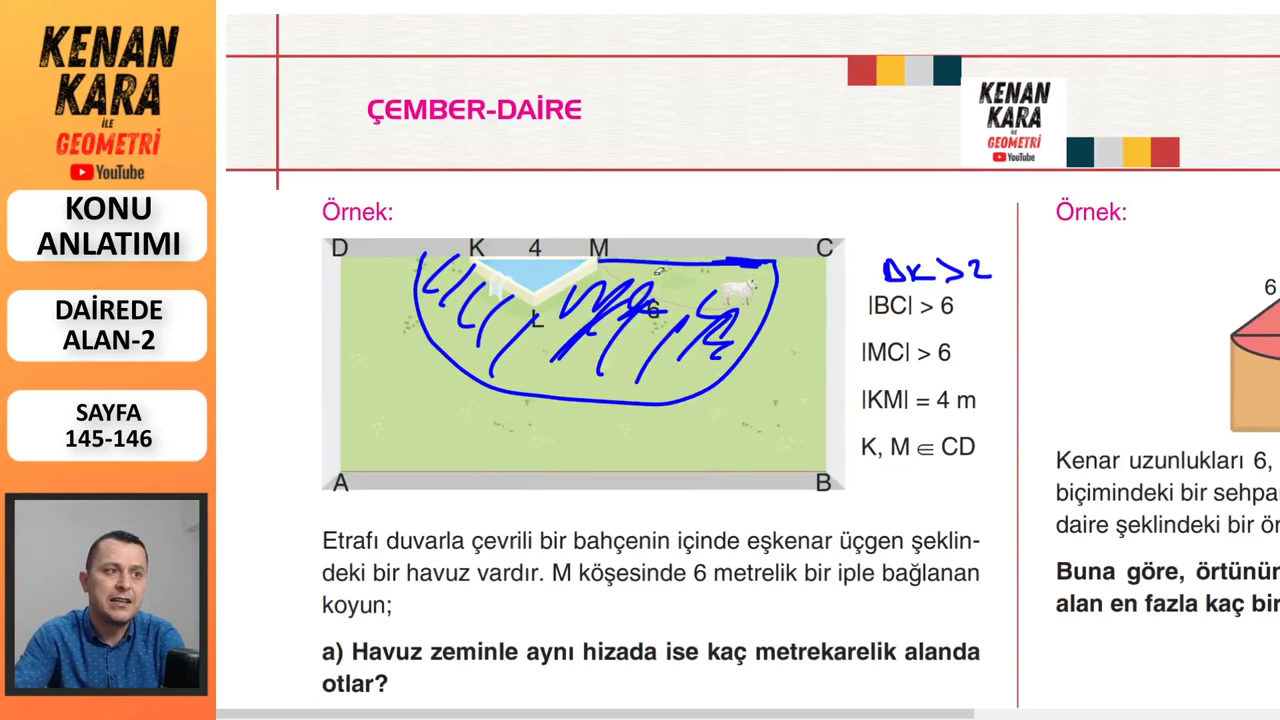 KENAN
KARA
İLE
GEOMETRİ
YouTube
KONU
ANLATIMI
DAİREDE
ALAN-2
SAYFA
145-146
ÇEMBER-DAİRE
KENAN
KARA
İLE
GEOMETRİ
YouTube
Örnek:
D K 4 M C
L 6
A B
DK > 2
|BC| > 6
|MC| > 6
|KM| = 4 m
K, M ∈ CD
Etrafı duvarla çevrili bir bahçenin içinde eşkenar üçgen şeklin-
deki bir havuz vardır. M köşesinde 6 metrelik bir iple bağlanan
koyun;
a) Havuz zeminle aynı hizada ise kaç metrekarelik alanda
otlar?
Örnek:
6
Kenar uzunlukları 6,
biçimindeki bir sehpa
daire şeklindeki bir ör
Buna göre, örtünün
alan en fazla kaç bir